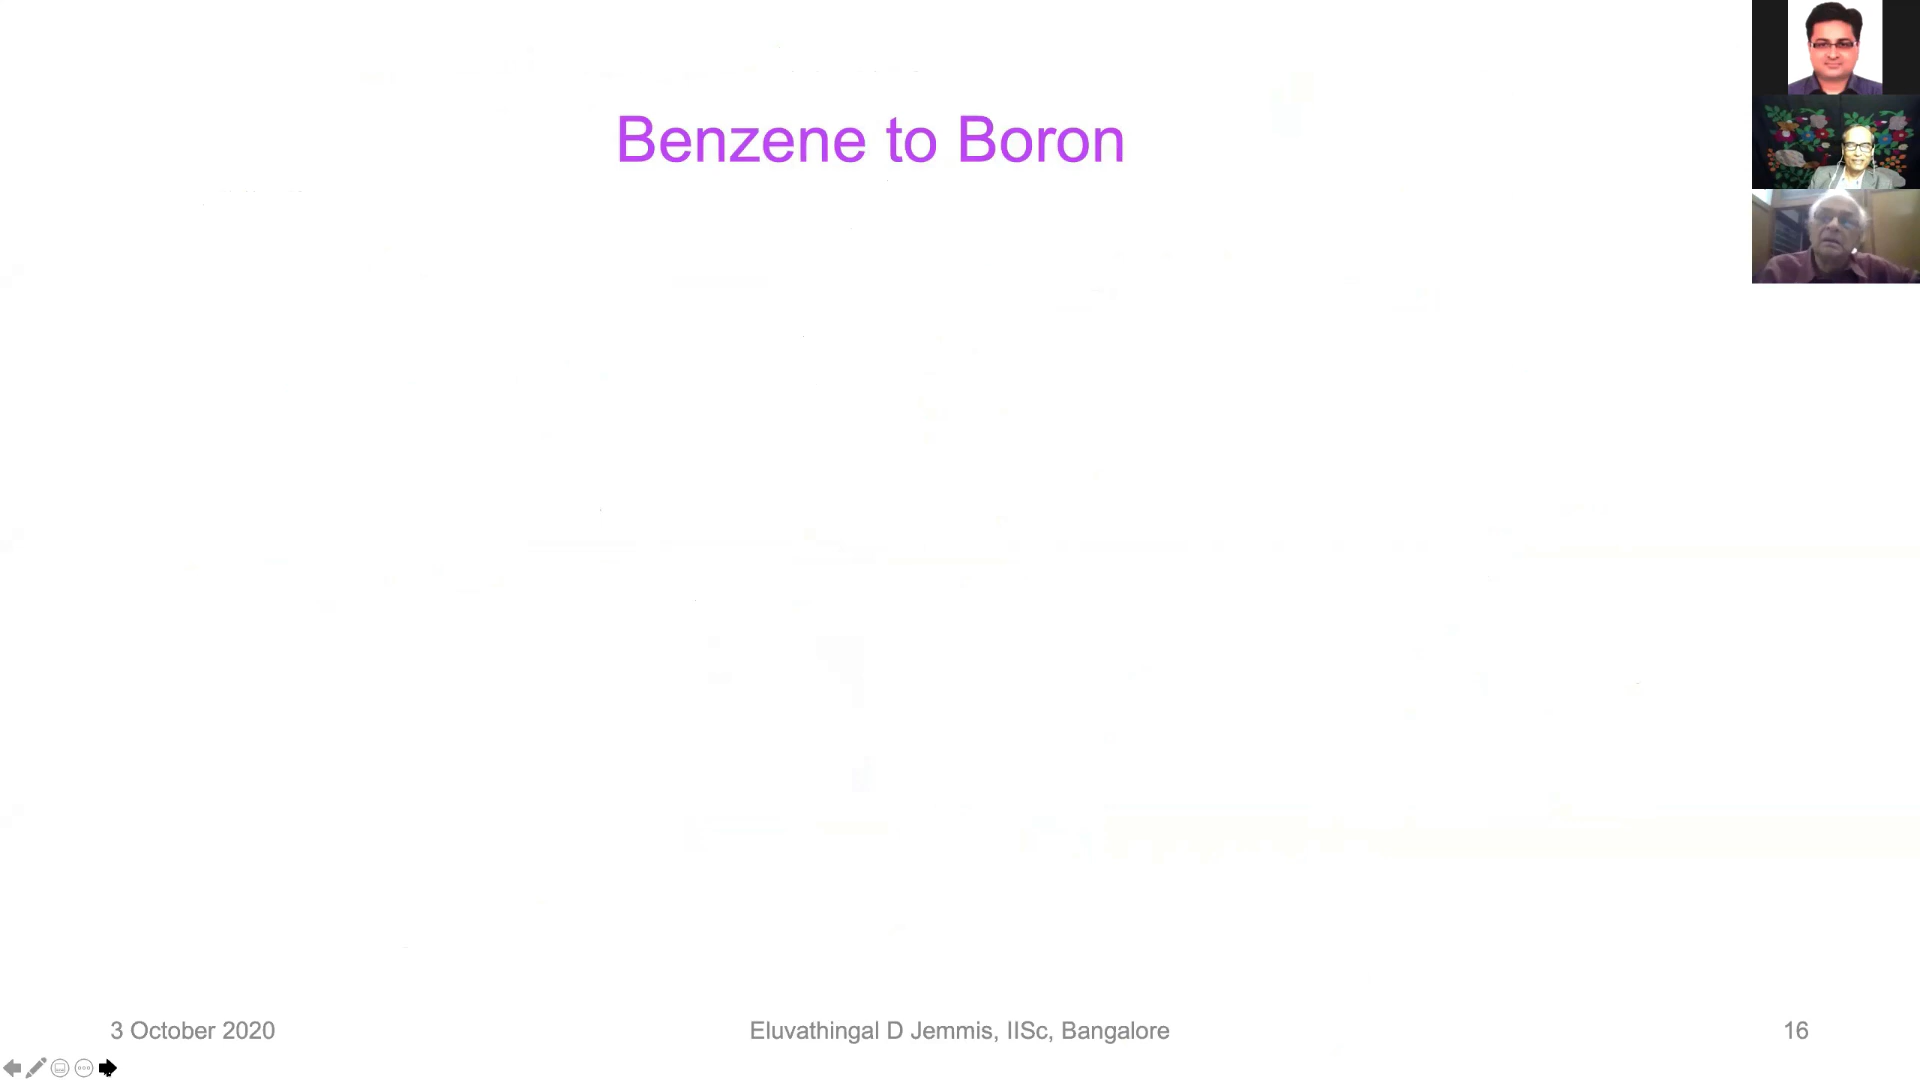 Benzene to Boron
3 October 2020
Eluvathingal D Jemmis, IISc, Bangalore
16